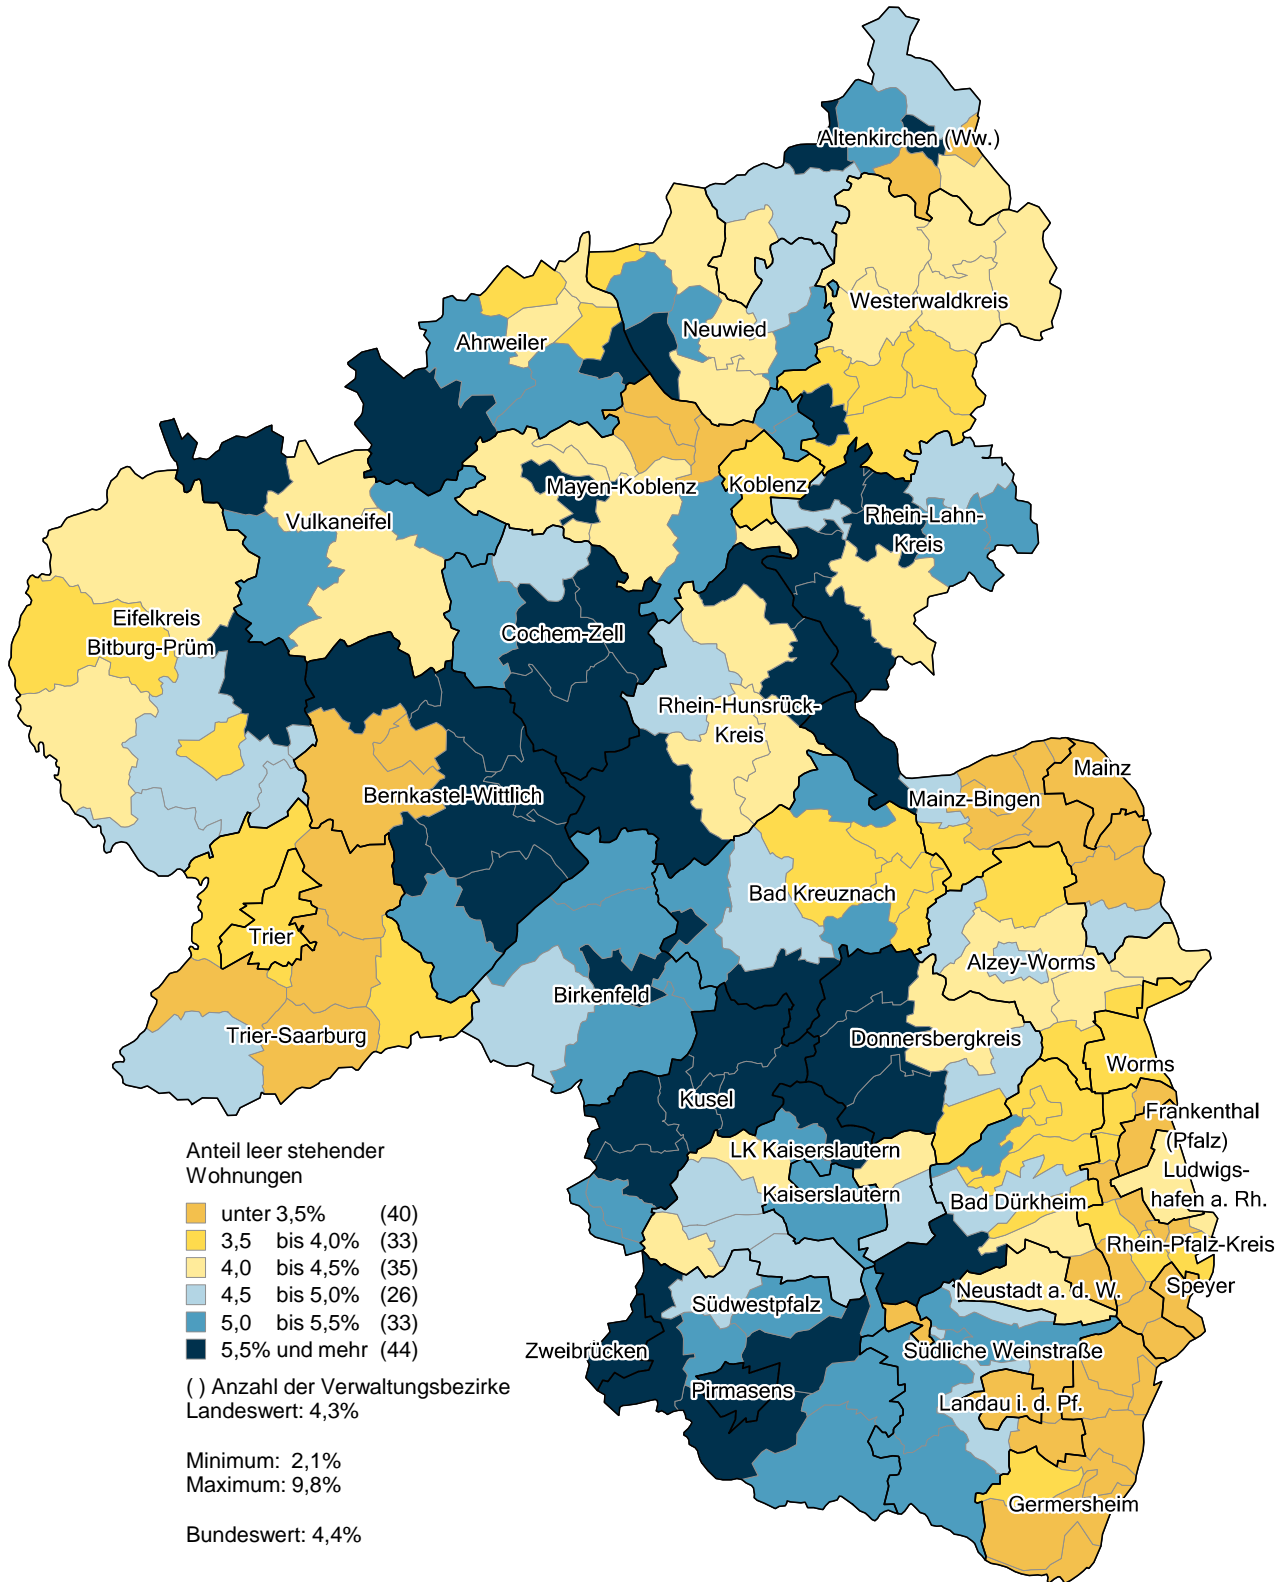 Altenkirchen (Ww.)
Westerwaldkreis
Neuwied
Ahrweiler
Mayen-Koblenz
Koblenz
Vulkaneifel
Rhein-Lahn-
Kreis
Eifelkreis
Bitburg-Prüm
Cochem-Zell
Rhein-Hunsrück-
Kreis
Mainz
Mainz-Bingen
Bernkastel-Wittlich
Bad Kreuznach
Trier
Alzey-Worms
Birkenfeld
Trier-Saarburg
Donnersbergkreis
Worms
Kusel
Frankenthal
(Pfalz)
LK Kaiserslautern
Ludwigs-
hafen a. Rh.
Kaiserslautern
Bad Dürkheim
Rhein-Pfalz-Kreis
Neustadt a. d. W.
Speyer
Südwestpfalz
Zweibrücken
Südliche Weinstraße
Pirmasens
Landau i. d. Pf.
Germersheim
Anteil leer stehender
Wohnungen
unter 3,5% (40)
3,5 bis 4,0% (33)
4,0 bis 4,5% (35)
4,5 bis 5,0% (26)
5,0 bis 5,5% (33)
5,5% und mehr (44)
( ) Anzahl der Verwaltungsbezirke
Landeswert: 4,3%
Minimum: 2,1%
Maximum: 9,8%
Bundeswert: 4,4%